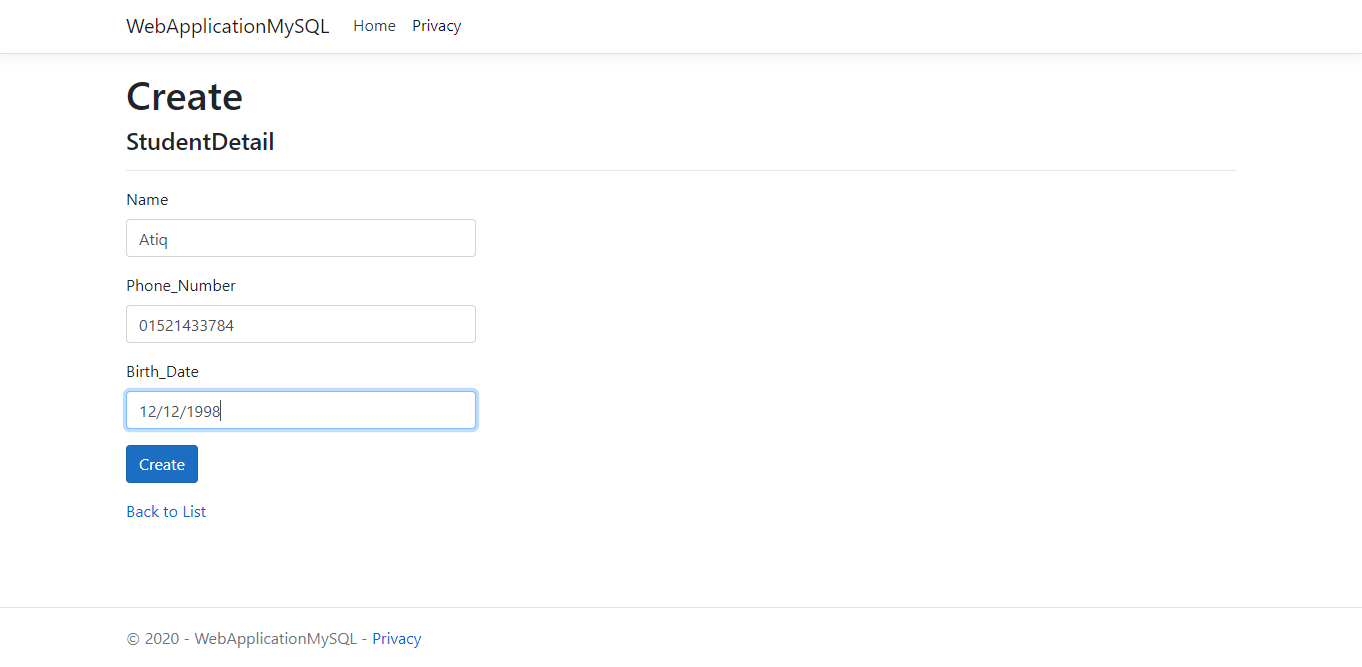 WebApplicationMySQL Home Privacy
Create
StudentDetail
Name
Atiq
Phone_Number
01521433784
Birth_Date
12/12/1998
Create
Back to List
© 2020 - WebApplicationMySQL - Privacy